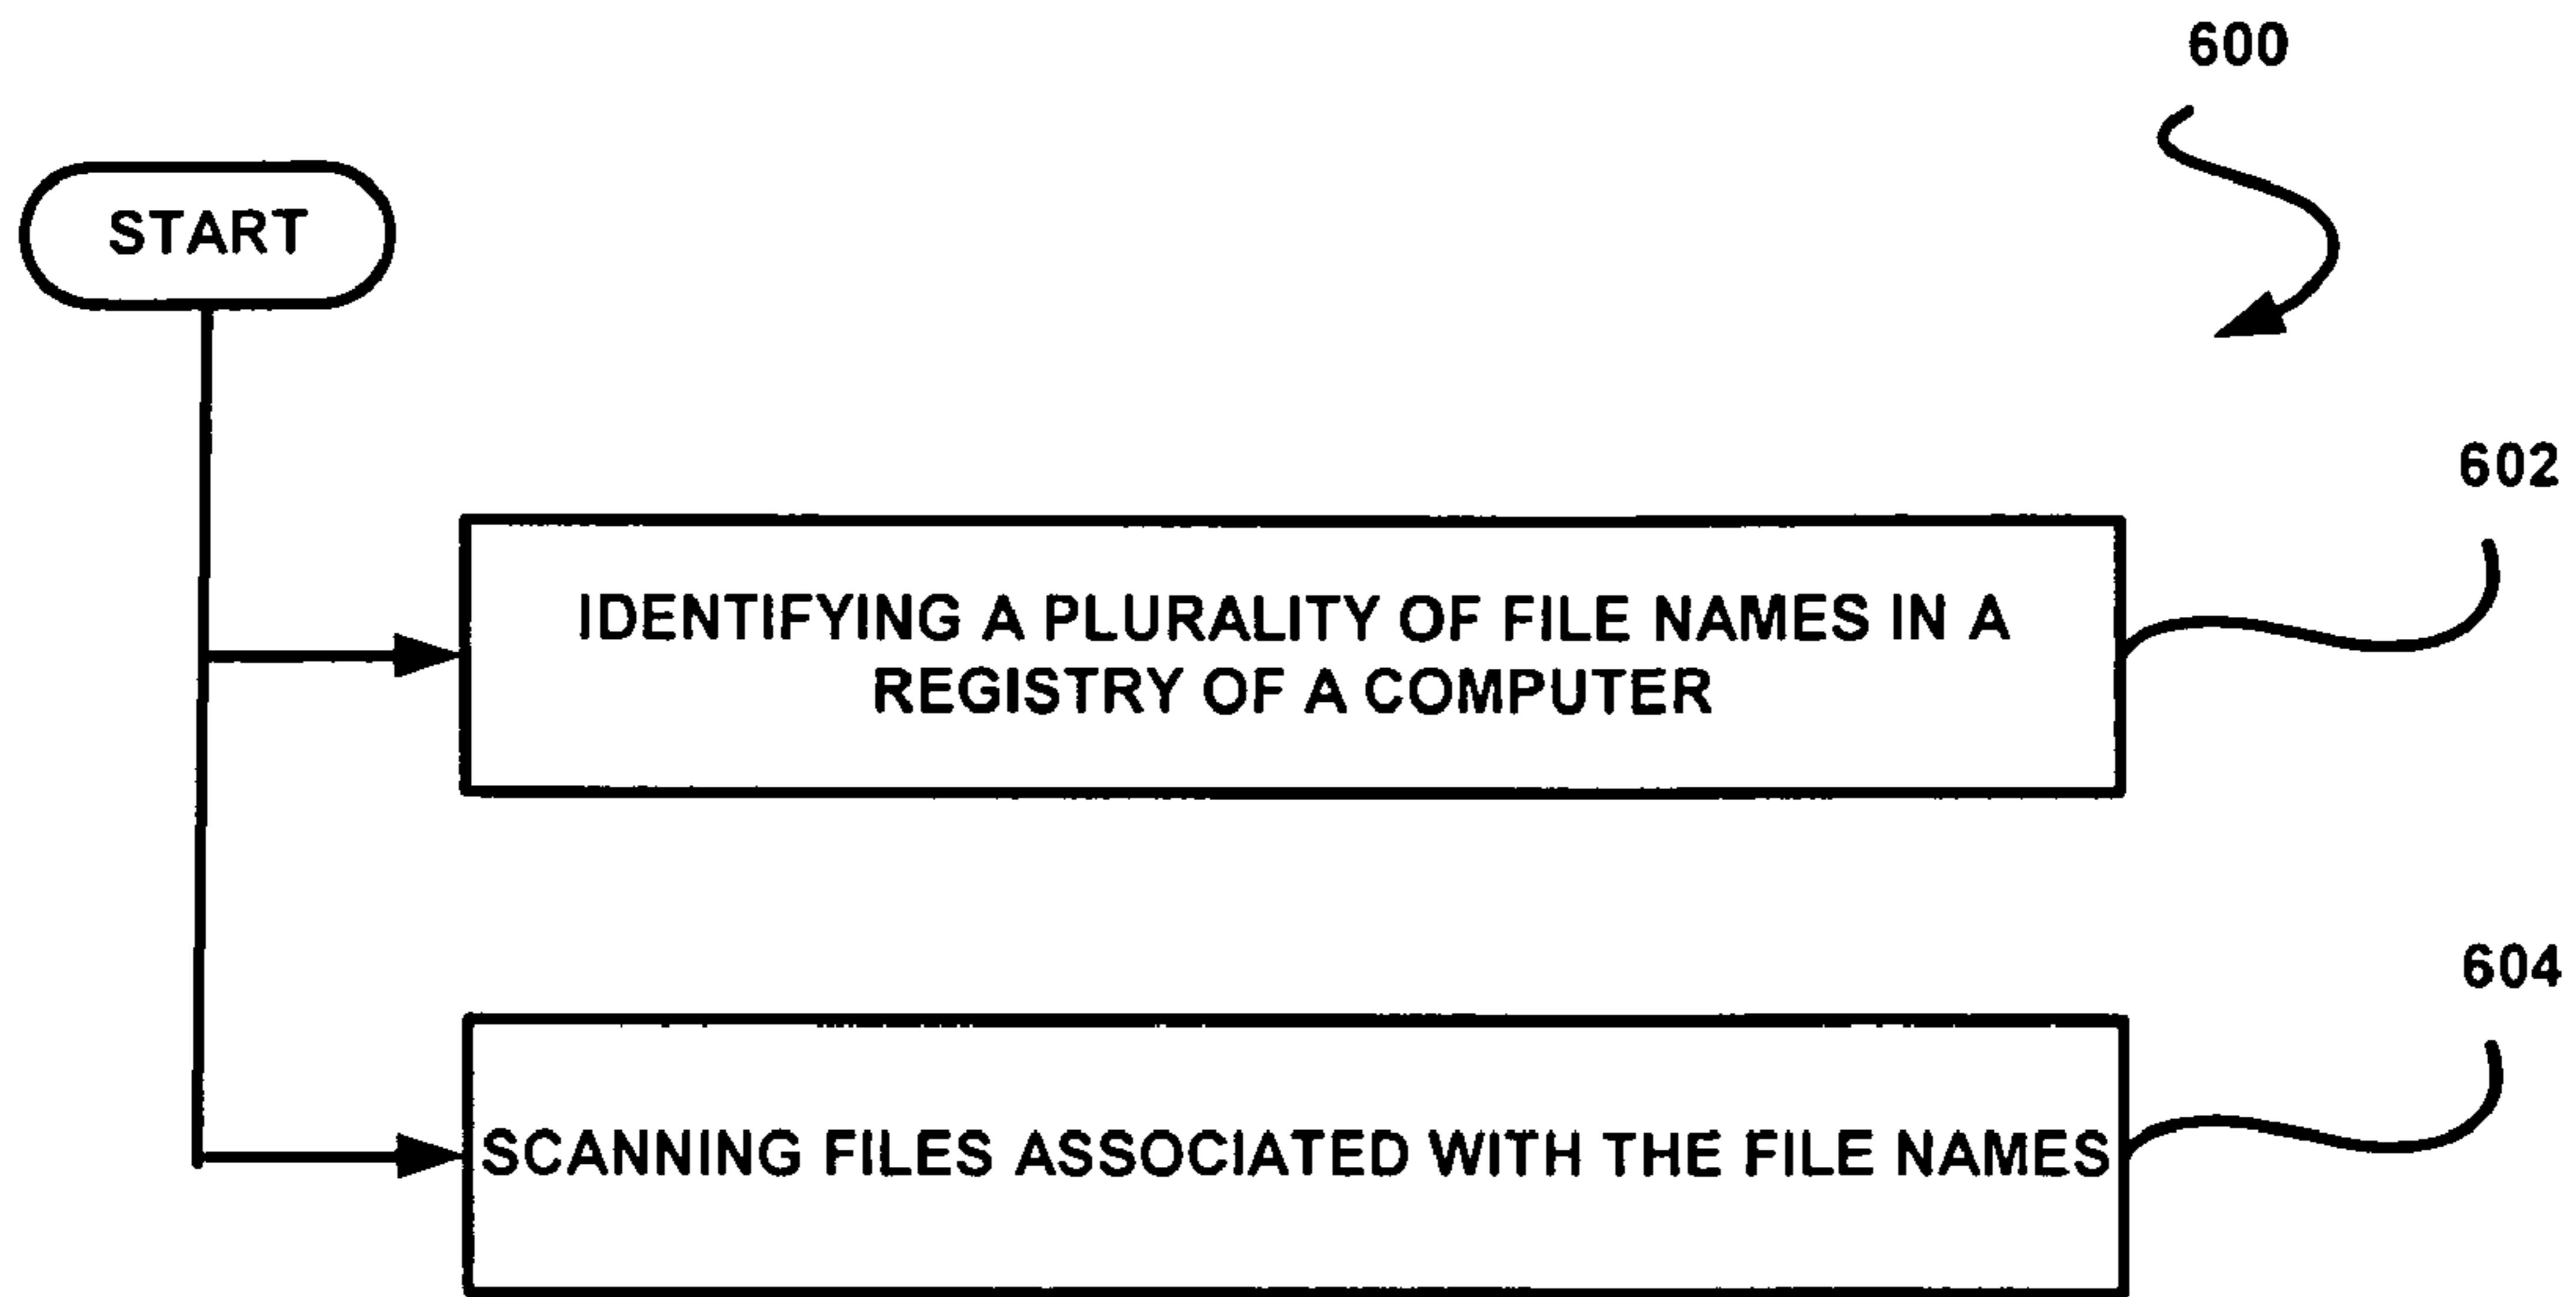 600
START
602
IDENTIFYING A PLURALITY OF FILE NAMES IN A
REGISTRY OF A COMPUTER
604
SCANNING FILES ASSOCIATED WITH THE FILE NAMES